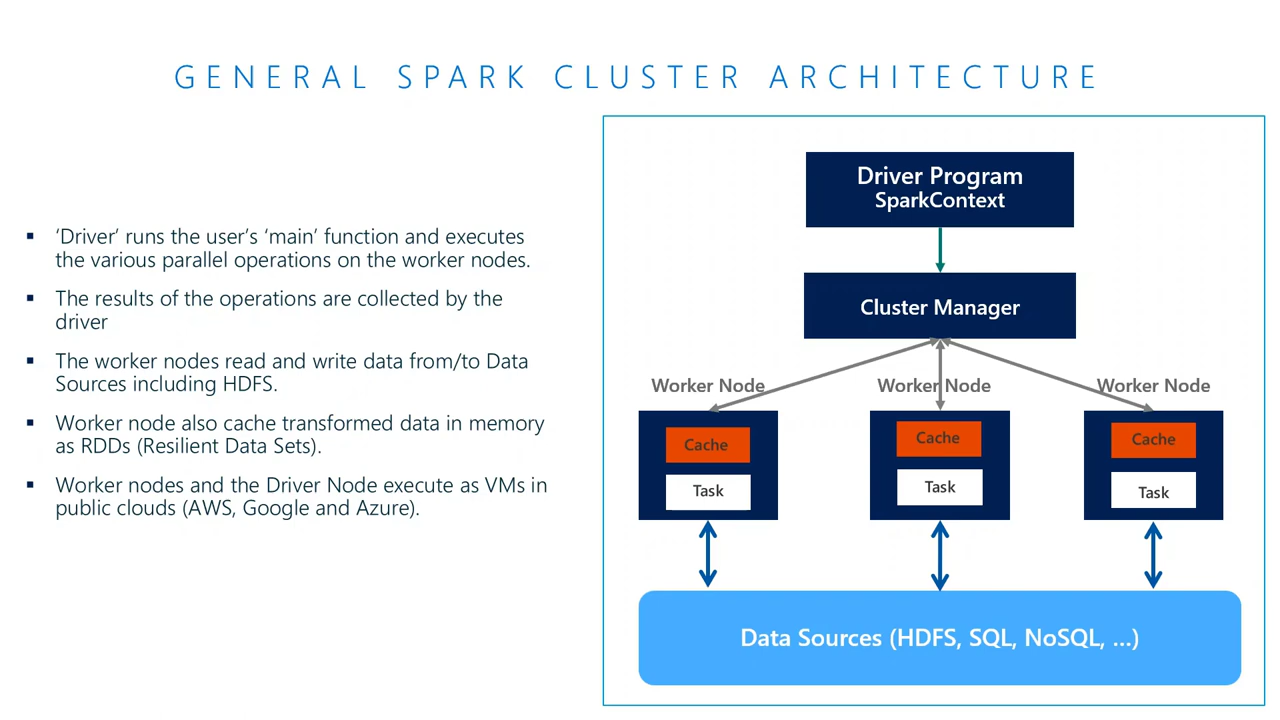 GENERAL SPARK CLUSTER ARCHITECTURE
▪ ‘Driver’ runs the user’s ‘main’ function and executes
the various parallel operations on the worker nodes.
▪ The results of the operations are collected by the
driver
▪ The worker nodes read and write data from/to Data
Sources including HDFS.
▪ Worker node also cache transformed data in memory
as RDDs (Resilient Data Sets).
▪ Worker nodes and the Driver Node execute as VMs in
public clouds (AWS, Google and Azure).
Driver Program
SparkContext
Cluster Manager
Worker Node
Worker Node
Worker Node
Cache
Task
Cache
Task
Cache
Task
Data Sources (HDFS, SQL, NoSQL, ...)